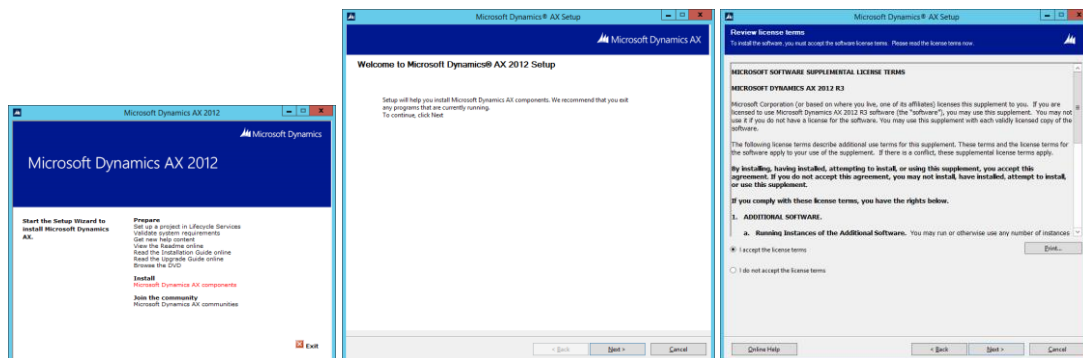 Microsoft Dynamics AX 2012
Microsoft Dynamics
Microsoft Dynamics AX 2012
Start the Setup Wizard to
install Microsoft Dynamics
AX.
Prepare
Set up a project in Lifecycle Services
Validate system requirements
Get new help content
View the Readme online
Read the Installation Guide online
Read the Upgrade Guide online
Browse the DVD
Install
Microsoft Dynamics AX components
Join the community
Microsoft Dynamics AX communities
Exit
Microsoft Dynamics® AX Setup
Microsoft Dynamics AX
Welcome to Microsoft Dynamics® AX 2012 Setup
Setup will help you install Microsoft Dynamics AX components. We recommend that you exit
any programs that are currently running.
To continue, click Next
< Back
Next >
Cancel
Microsoft Dynamics® AX Setup
Review license terms
To install the software, you must accept the software license terms. Please read the license terms now.
MICROSOFT SOFTWARE SUPPLEMENTAL LICENSE TERMS
MICROSOFT DYNAMICS AX 2012 R3
Microsoft Corporation (or based on where you live, one of its affiliates) licenses this supplement to you. If you are
licensed to use Microsoft Dynamics AX 2012 R3 software (the "software"), you may use this supplement. You may not
use it if you do not have a license for the software. You may use this supplement with each validly licensed copy of the
software.
The following license terms describe additional use terms for this supplement. These terms and the license terms for
the software apply to your use of the supplement. If there is a conflict, these supplemental license terms apply.
By installing, having installed, attempting to install, or using this supplement, you accept this
agreement. If you do not accept this agreement, you may not install, have installed, attempt to install,
or use this supplement.
If you comply with these license terms, you have the rights below.
1. ADDITIONAL SOFTWARE.
a. Running Instances of the Additional Software. You may run or otherwise use any number of instances
I accept the license terms
Print...
I do not accept the license terms
Online Help
< Back
Next >
Cancel